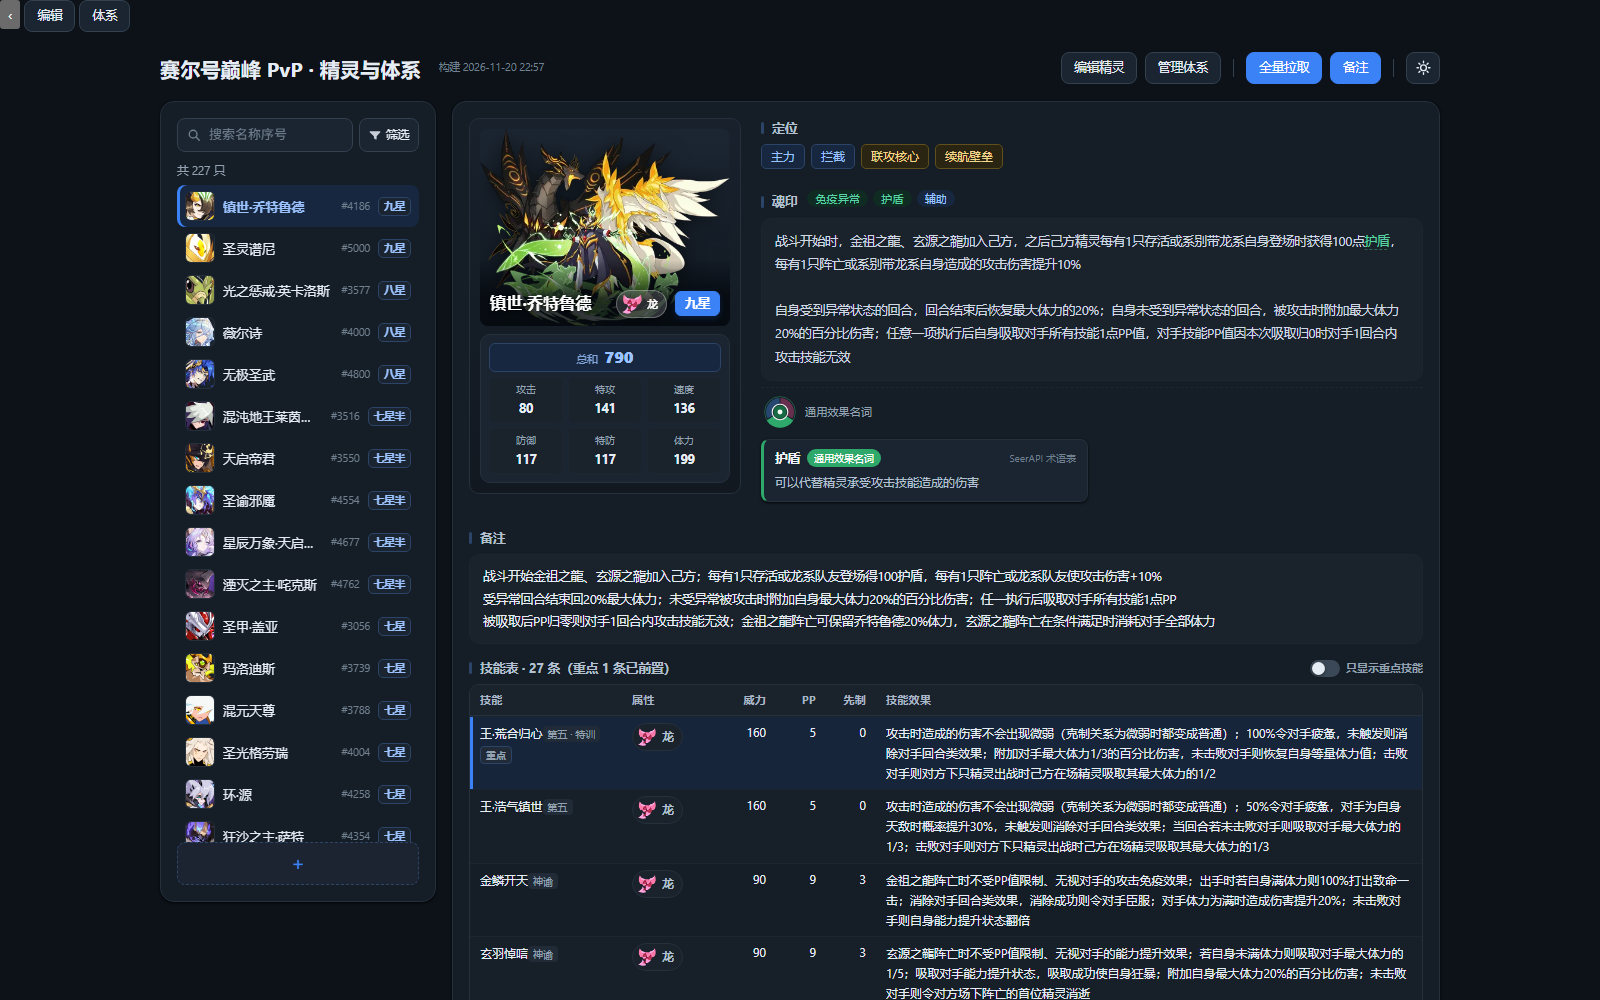 ‹ 编辑 体系
赛尔号巅峰 PvP · 精灵与体系 构建 2026-11-20 22:57 编辑精灵 管理体系 全量拉取 备注
搜索名称序号 筛选
共 227 只
镇世·乔特鲁德 #4186 九星
圣灵谱尼 #5000 九星
光之惩戒·英卡洛斯 #3577 八星
薇尔诗 #4000 八星
无极圣武 #4800 八星
混沌地王莱茵... #3516 七星半
天启帝君 #3550 七星半
圣谕邪魇 #4554 七星半
星辰万象·天启... #4677 七星半
湮灭之主·咤克斯 #4762 七星半
圣甲·盖亚 #3056 七星
玛洛迪斯 #3739 七星
混元天尊 #3788 七星
圣光格劳瑞 #4004 七星
环·源 #4258 七星
狂沙之主·萨特 #4354 七星
+
镇世·乔特鲁德 龙 九星
总和 790
攻击 特攻 速度
80 141 136
防御 特防 体力
117 117 199
定位
主力 拦截 联攻核心 续航壁垒
魂印 免疫异常 护盾 辅助
战斗开始时，金祖之龍、玄源之龍加入己方，之后己方精灵每有1只存活或系别带龙系自身登场时获得100点护盾，
每有1只阵亡或系别带龙系自身造成的攻击伤害提升10%
自身受到异常状态的回合，回合结束后恢复最大体力的20%；自身未受到异常状态的回合，被攻击时附加最大体力
20%的百分比伤害；任意一项执行后自身吸取对手所有技能1点PP值，对手技能PP值因本次吸取归0时对手1回合内
攻击技能无效
通用效果名词
护盾 通用效果名词 SeerAPI 术语表
可以代替精灵承受攻击技能造成的伤害
备注
战斗开始金祖之龍、玄源之龍加入己方；每有1只存活或龙系队友登场得100护盾，每有1只阵亡或龙系队友使攻击伤害+10%
受异常回合结束回20%最大体力；未受异常被攻击时附加自身最大体力20%的百分比伤害；任一执行后吸取对手所有技能1点PP
被吸取后PP归零则对手1回合内攻击技能无效；金祖之龍阵亡可保留乔特鲁德20%体力，玄源之龍阵亡在条件满足时消耗对手全部体力
技能表 · 27 条（重点 1 条已前置） 只显示重点技能
技能 属性 威力 PP 先制 技能效果
王·荒合归心 第五 · 特训 龙 160 5 0 攻击时造成的伤害不会出现微弱（克制关系为微弱时都变成普通）；100%令对手疲惫，未触发则消
重点 除对手回合类效果；附加对手最大体力1/3的百分比伤害，未击败对手则恢复自身等量体力值；击败
对手则对方下只精灵出战时己方在场精灵吸取其最大体力的1/2
王·浩气镇世 第五 龙 160 5 0 攻击时造成的伤害不会出现微弱（克制关系为微弱时都变成普通）；50%令对手疲惫，对手为自身
天敌时概率提升30%，未触发则消除对手回合类效果；当回合若未击败对手则吸取对手最大体力的
1/3；击败对手则对方下只精灵出战时己方在场精灵吸取其最大体力的1/3
金鳞开天 神谕 龙 90 9 3 金祖之龍阵亡时不受PP值限制、无视对手的攻击免疫效果；出手时若自身满体力则100%打出致命一
击；消除对手回合类效果，消除成功则令对手臣服；对手体力为满时造成伤害提升20%；未击败对
手则自身能力提升状态翻倍
玄羽悼唁 神谕 龙 90 9 3 玄源之龍阵亡时不受PP值限制、无视对手的能力提升效果；若自身未满体力则吸取对手最大体力的
1/5；吸取对手能力提升状态，吸取成功使自身狂暴；附加自身最大体力20%的百分比伤害；未击败
对手则令对方场下阵亡的首位精灵消逝